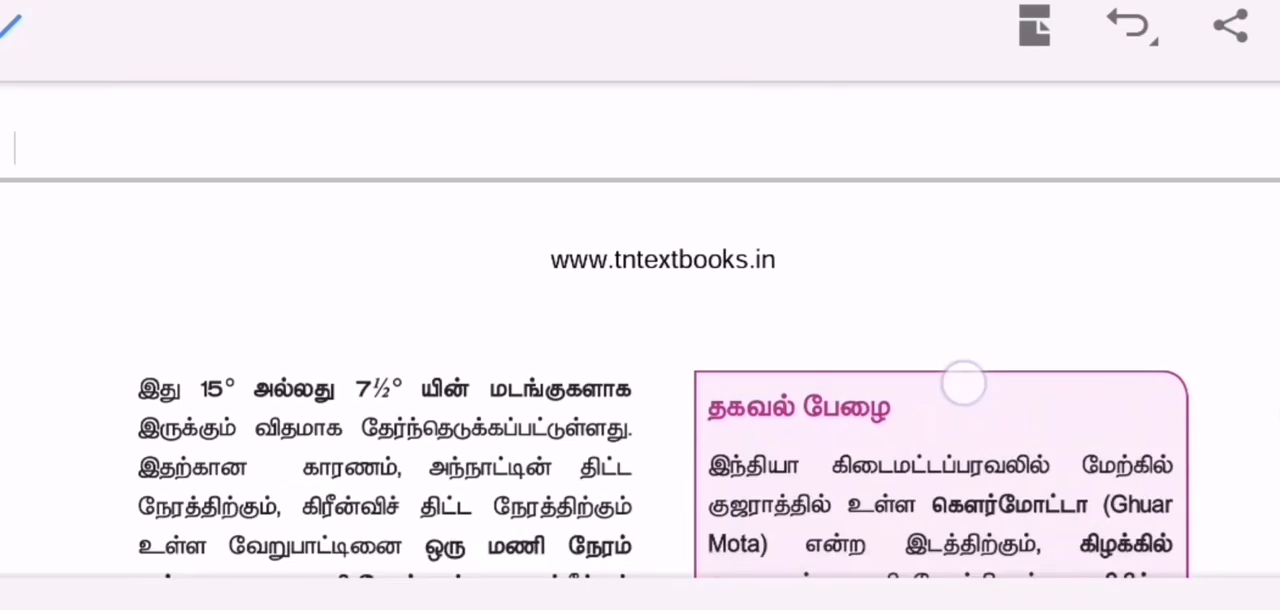 www.tntextbooks.in
இது 15° அல்லது 7½° யின் மடங்குகளாக
இருக்கும் விதமாக தேர்ந்தெடுக்கப்பட்டுள்ளது.
இதற்கான காரணம், அந்நாட்டின் திட்ட
நேரத்திற்கும், கிரீன்விச் திட்ட நேரத்திற்கும்
உள்ள வேறுபாட்டினை ஒரு மணி நேரம்
தகவல் பேழை
இந்தியா கிடைமட்டப்பரவலில் மேற்கில்
குஜராத்தில் உள்ள கௌர்மோட்டா (Ghuar
Mota) என்ற இடத்திற்கும், கிழக்கில்